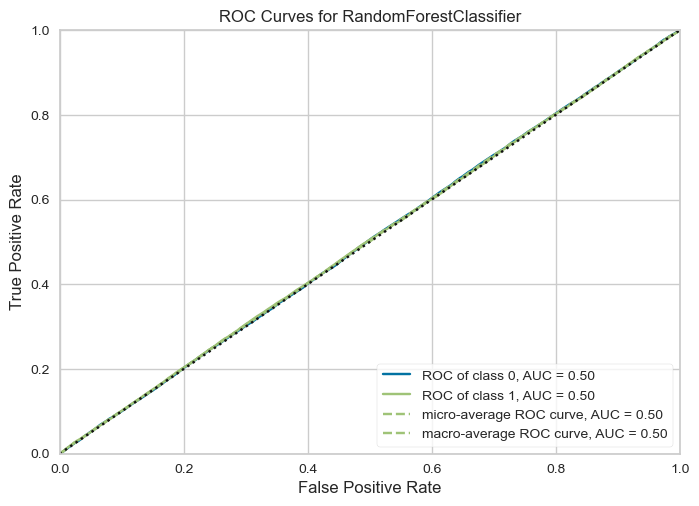 ROC Curves for RandomForestClassifier
True Positive Rate
1.0
0.8
0.6
0.4
0.2
0.0
ROC of class 0, AUC = 0.50
ROC of class 1, AUC = 0.50
micro-average ROC curve, AUC = 0.50
macro-average ROC curve, AUC = 0.50
0.0 0.2 0.4 0.6 0.8 1.0
False Positive Rate